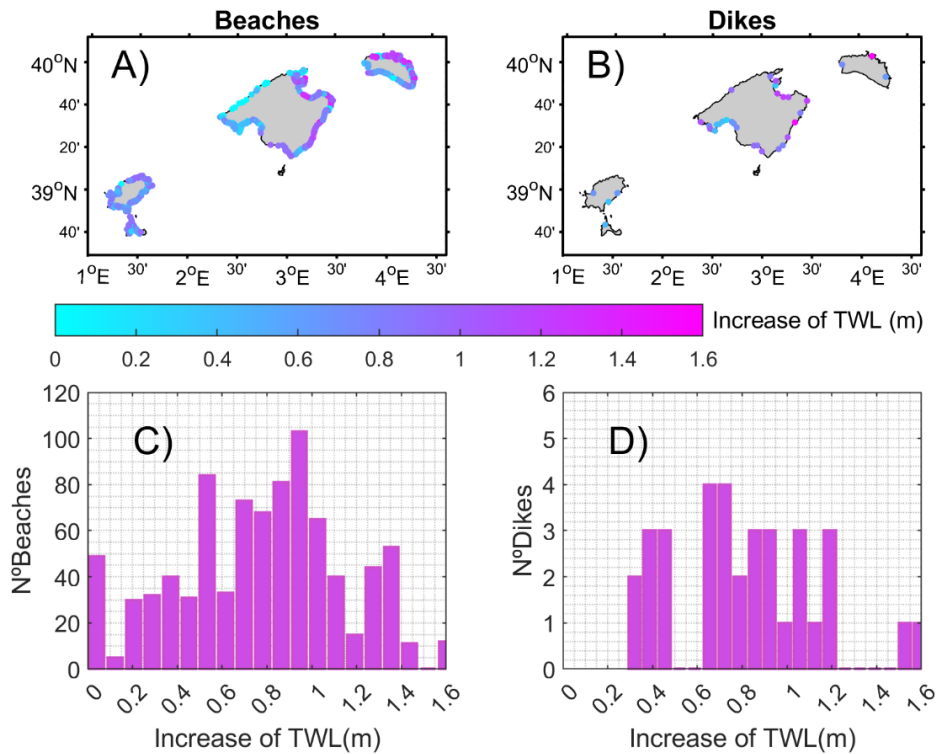 Beaches
Dikes
A)
B)
40°N
40'
20'
39°N
40'
40°N
40'
20'
39°N
40'
1°E 30' 2°E 30' 3°E 30' 4°E 30'
1°E 30' 2°E 30' 3°E 30' 4°E 30'
Increase of TWL (m)
0 0.2 0.4 0.6 0.8 1 1.2 1.4 1.6
C)
NºBeaches
120
100
80
60
40
20
0
0 0.2 0.4 0.6 0.8 1 1.2 1.4 1.6
Increase of TWL(m)
D)
NºDikes
6
5
4
3
2
1
0
0 0.2 0.4 0.6 0.8 1 1.2 1.4 1.6
Increase of TWL(m)